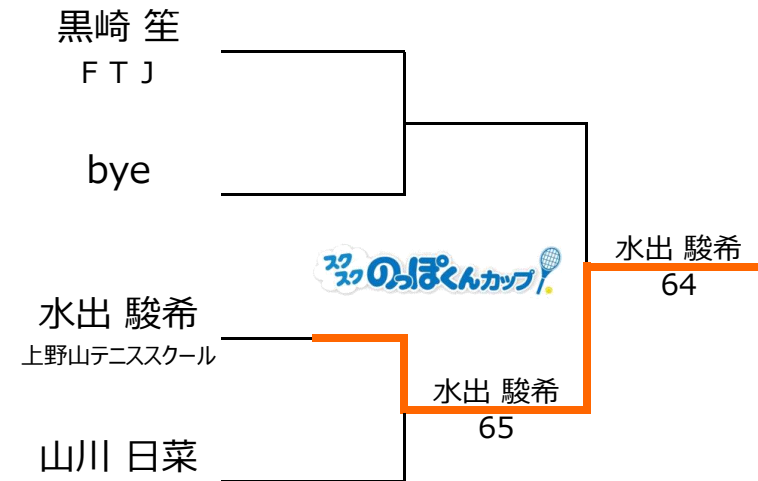 黒崎 笙
ＦＴＪ
bye
スクスク のっぽくんカップ
水出 駿希
64
水出 駿希
上野山テニススクール
水出 駿希
65
山川 日菜